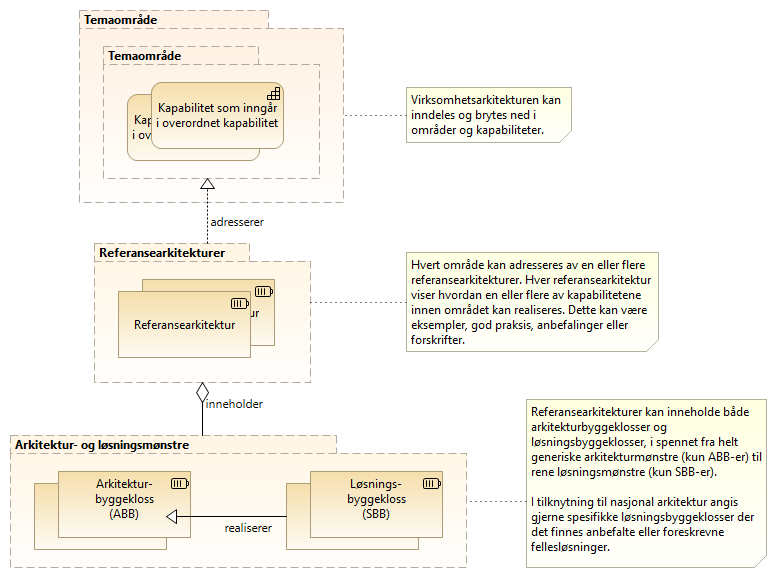 Temaområde
Temaområde
Kap
i ov
Kapabilitet som inngår
i overordnet kapabilitet
Virksomhetsarkitekturen kan
inndeles og brytes ned i
områder og kapabiliteter.
adresserer
Referansearkitekturer
ur
Referansearkitektur
Hvert område kan adresseres av en eller flere
referansearkitekturer. Hver referansearkitektur
viser hvordan en eller flere av kapabilitetene
innen området kan realiseres. Dette kan være
eksempler, god praksis, anbefalinger eller
forskrifter.
inneholder
Arkitektur- og løsningsmønstre
Arkitektur-
byggekloss
(ABB)
realiserer
Løsnings-
byggekloss
(SBB)
Referansearkitekturer kan inneholde både
arkitekturbyggeklosser og
løsningsbyggeklosser, i spennet fra helt
generiske arkitekturmønstre (kun ABB-er) til
rene løsningsmønstre (kun SBB-er).
I tilknytning til nasjonal arkitektur angis
gjerne spesifikke løsningsbyggeklosser der
det finnes anbefalte eller foreskrevne
fellesløsninger.